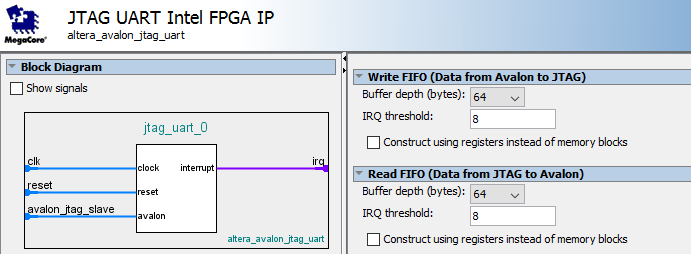 JTAG UART Intel FPGA IP
altera_avalon_jtag_uart
MegaCore®
Block Diagram
Show signals
jtag_uart_0
clk
clock
interrupt
irq
reset
reset
avalon_jtag_slave
avalon
altera_avalon_jtag_uart
Write FIFO (Data from Avalon to JTAG)
Buffer depth (bytes): 64
IRQ threshold: 8
Construct using registers instead of memory blocks
Read FIFO (Data from JTAG to Avalon)
Buffer depth (bytes): 64
IRQ threshold: 8
Construct using registers instead of memory blocks